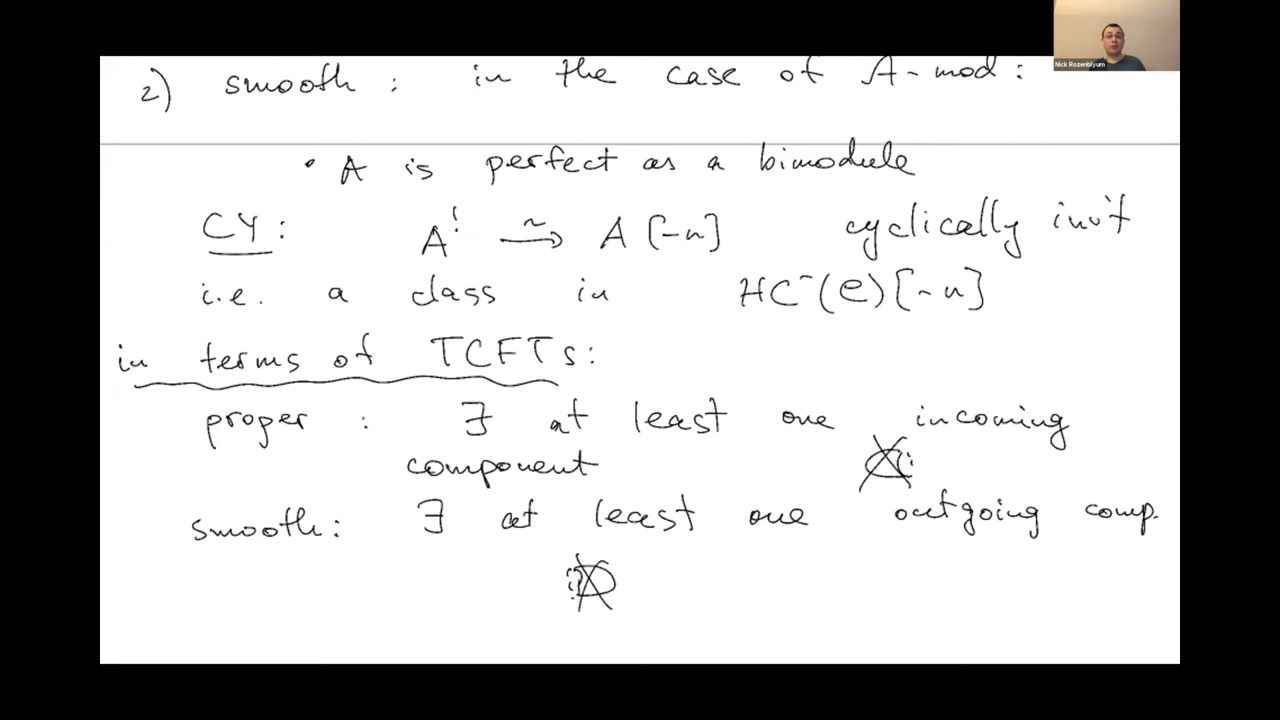 Nick Rozenblyum
2) smooth : in the case of A-mod :
• A is perfect as a bimodule
CY : A^! ~→ A [-n] cyclically inv't
i.e. a class in HC^-(C)[-n]
in terms of TCFTs:
proper : ∃ at least one incoming
component
smooth: ∃ at least one outgoing comp.